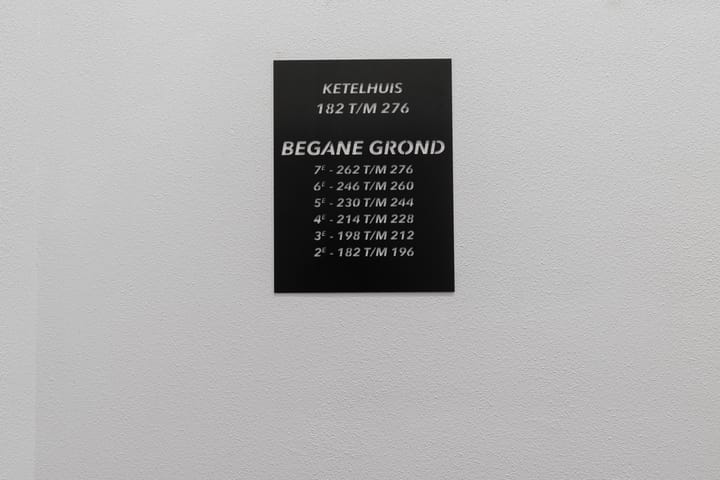 KETELHUIS
182 T/M 276
BEGANE GROND
7E - 262 T/M 276
6E - 246 T/M 260
5E - 230 T/M 244
4E - 214 T/M 228
3E - 198 T/M 212
2E - 182 T/M 196